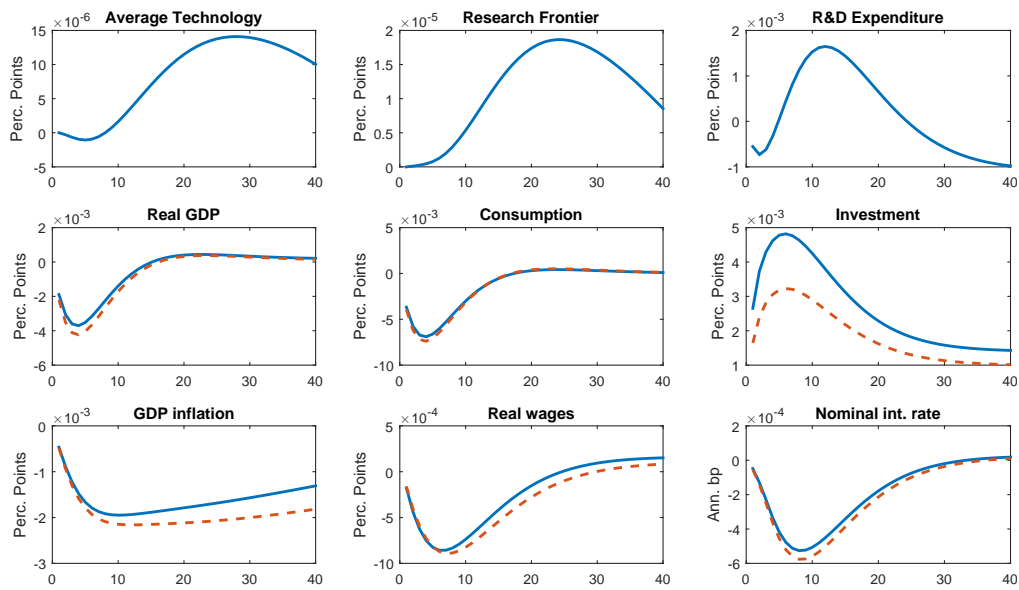 Average Technology
×10⁻⁶
15
10
5
0
-5
Perc. Points
0 10 20 30 40
Research Frontier
×10⁻⁵
2
1.5
1
0.5
0
Perc. Points
0 10 20 30 40
R&D Expenditure
×10⁻³
2
1
0
-1
Perc. Points
0 10 20 30 40
Real GDP
×10⁻³
2
0
-2
-4
-6
Perc. Points
0 10 20 30 40
Consumption
×10⁻³
5
0
-5
-10
Perc. Points
0 10 20 30 40
Investment
×10⁻³
5
4
3
2
1
Perc. Points
0 10 20 30 40
GDP inflation
×10⁻³
0
-1
-2
-3
Perc. Points
0 10 20 30 40
Real wages
×10⁻⁴
5
0
-5
-10
Perc. Points
0 10 20 30 40
Nominal int. rate
×10⁻⁴
2
0
-2
-4
-6
Ann. bp
0 10 20 30 40